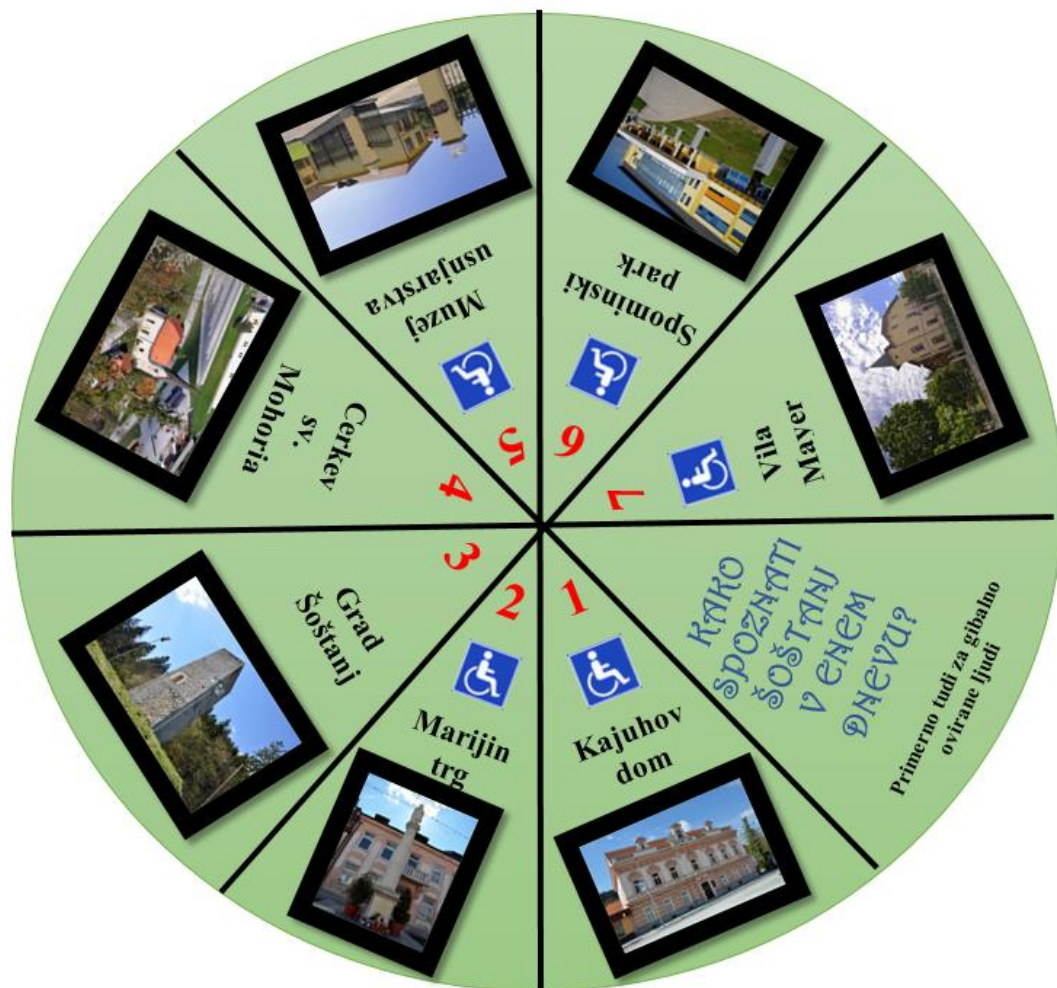 KAKO
SPOZNATI
ŠOŠTANJ
V ENEM
DNEVU?
Primerno tudi za gibalno
ovirane ljudi
1
Kajuhov
dom
2
Marijin
trg
3
Grad
Šoštanj
4
Cerkev
sv.
Mohoria
5
Muzej
usnjarstva
6
Spominski
park
7
Vila
Mayer